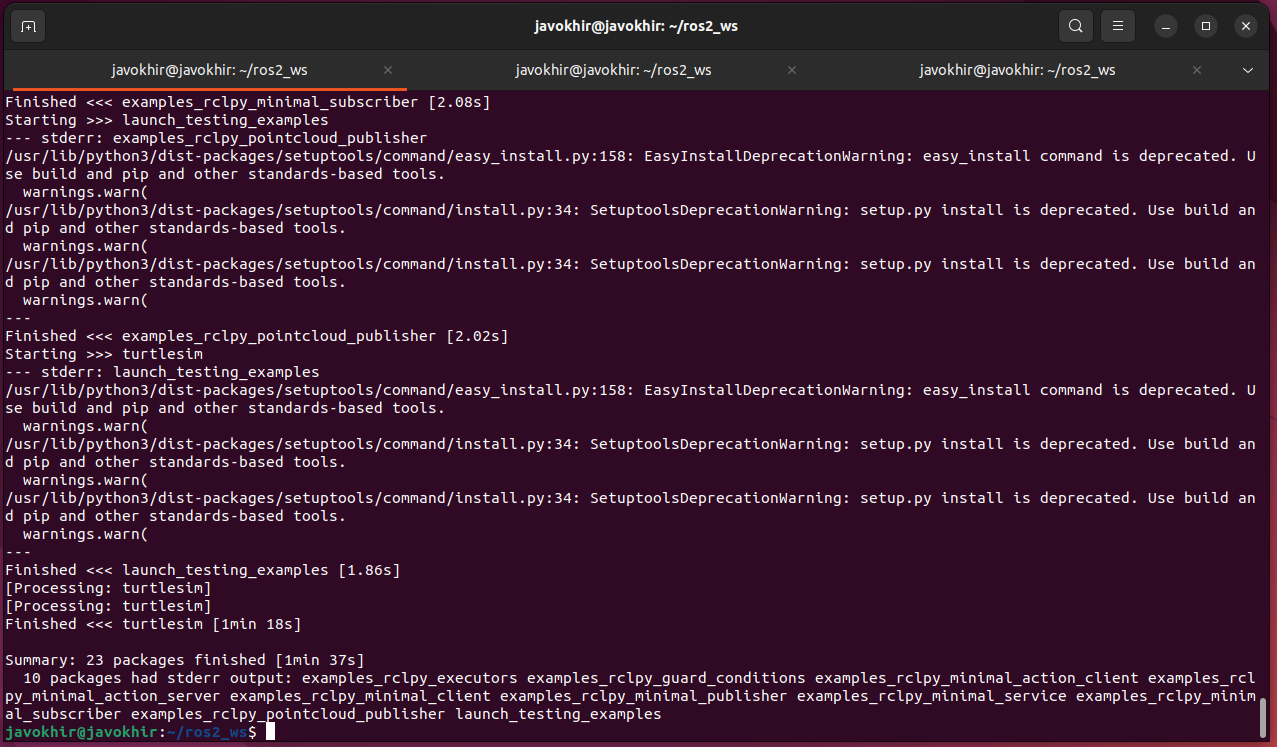 javokhir@javokhir: ~/ros2_ws
javokhir@javokhir: ~/ros2_ws
javokhir@javokhir: ~/ros2_ws
javokhir@javokhir: ~/ros2_ws
Finished <<< examples_rclpy_minimal_subscriber [2.08s]
Starting >>> launch_testing_examples
--- stderr: examples_rclpy_pointcloud_publisher
/usr/lib/python3/dist-packages/setuptools/command/easy_install.py:158: EasyInstallDeprecationWarning: easy_install command is deprecated. U
se build and pip and other standards-based tools.
  warnings.warn(
/usr/lib/python3/dist-packages/setuptools/command/install.py:34: SetuptoolsDeprecationWarning: setup.py install is deprecated. Use build an
d pip and other standards-based tools.
  warnings.warn(
/usr/lib/python3/dist-packages/setuptools/command/install.py:34: SetuptoolsDeprecationWarning: setup.py install is deprecated. Use build an
d pip and other standards-based tools.
  warnings.warn(
---
Finished <<< examples_rclpy_pointcloud_publisher [2.02s]
Starting >>> turtlesim
--- stderr: launch_testing_examples
/usr/lib/python3/dist-packages/setuptools/command/easy_install.py:158: EasyInstallDeprecationWarning: easy_install command is deprecated. U
se build and pip and other standards-based tools.
  warnings.warn(
/usr/lib/python3/dist-packages/setuptools/command/install.py:34: SetuptoolsDeprecationWarning: setup.py install is deprecated. Use build an
d pip and other standards-based tools.
  warnings.warn(
/usr/lib/python3/dist-packages/setuptools/command/install.py:34: SetuptoolsDeprecationWarning: setup.py install is deprecated. Use build an
d pip and other standards-based tools.
  warnings.warn(
---
Finished <<< launch_testing_examples [1.86s]
[Processing: turtlesim]
[Processing: turtlesim]
Finished <<< turtlesim [1min 18s]

Summary: 23 packages finished [1min 37s]
  10 packages had stderr output: examples_rclpy_executors examples_rclpy_guard_conditions examples_rclpy_minimal_action_client examples_rcl
py_minimal_action_server examples_rclpy_minimal_client examples_rclpy_minimal_publisher examples_rclpy_minimal_service examples_rclpy_minim
al_subscriber examples_rclpy_pointcloud_publisher launch_testing_examples
javokhir@javokhir:~/ros2_ws$